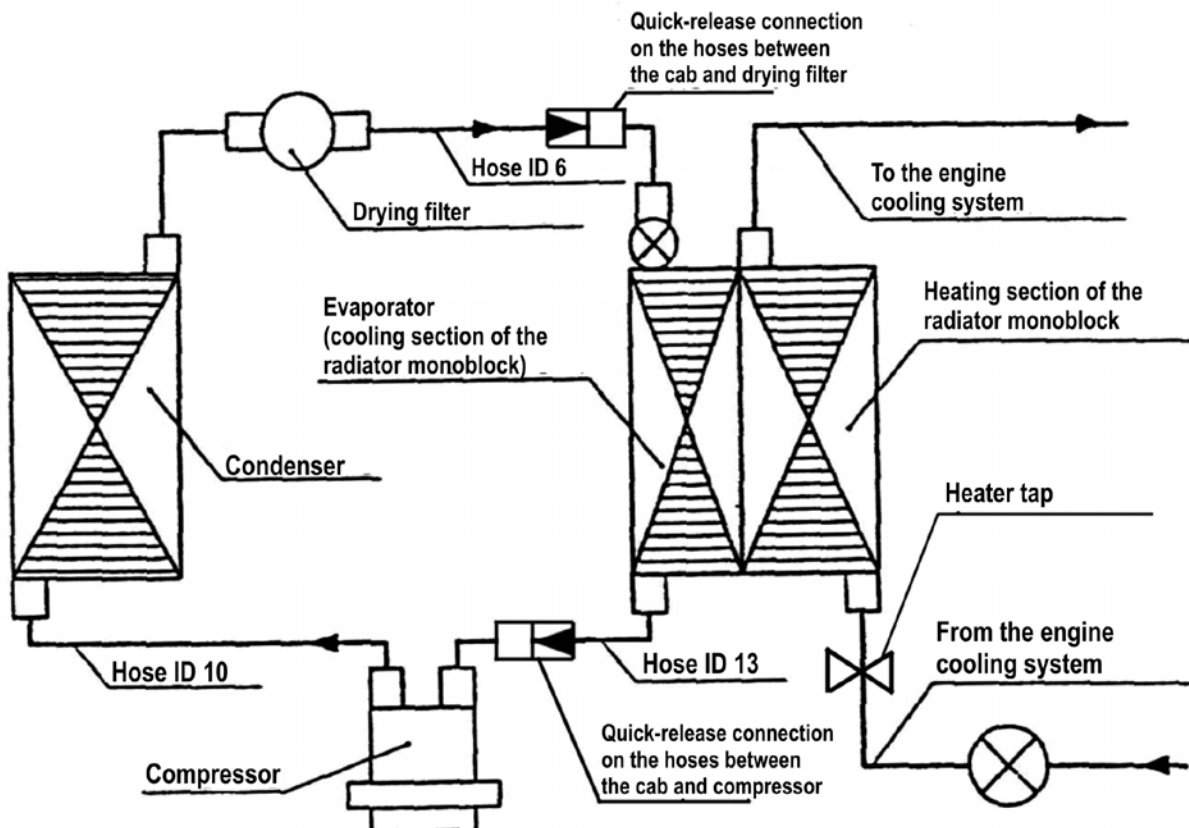 Quick-release connection
on the hoses between
the cab and drying filter
Hose ID 6
Drying filter
To the engine
cooling system
Evaporator
(cooling section of the
radiator monoblock)
Heating section of the
radiator monoblock
Condenser
Heater tap
Hose ID 10
Hose ID 13
From the engine
cooling system
Compressor
Quick-release connection
on the hoses between
the cab and compressor